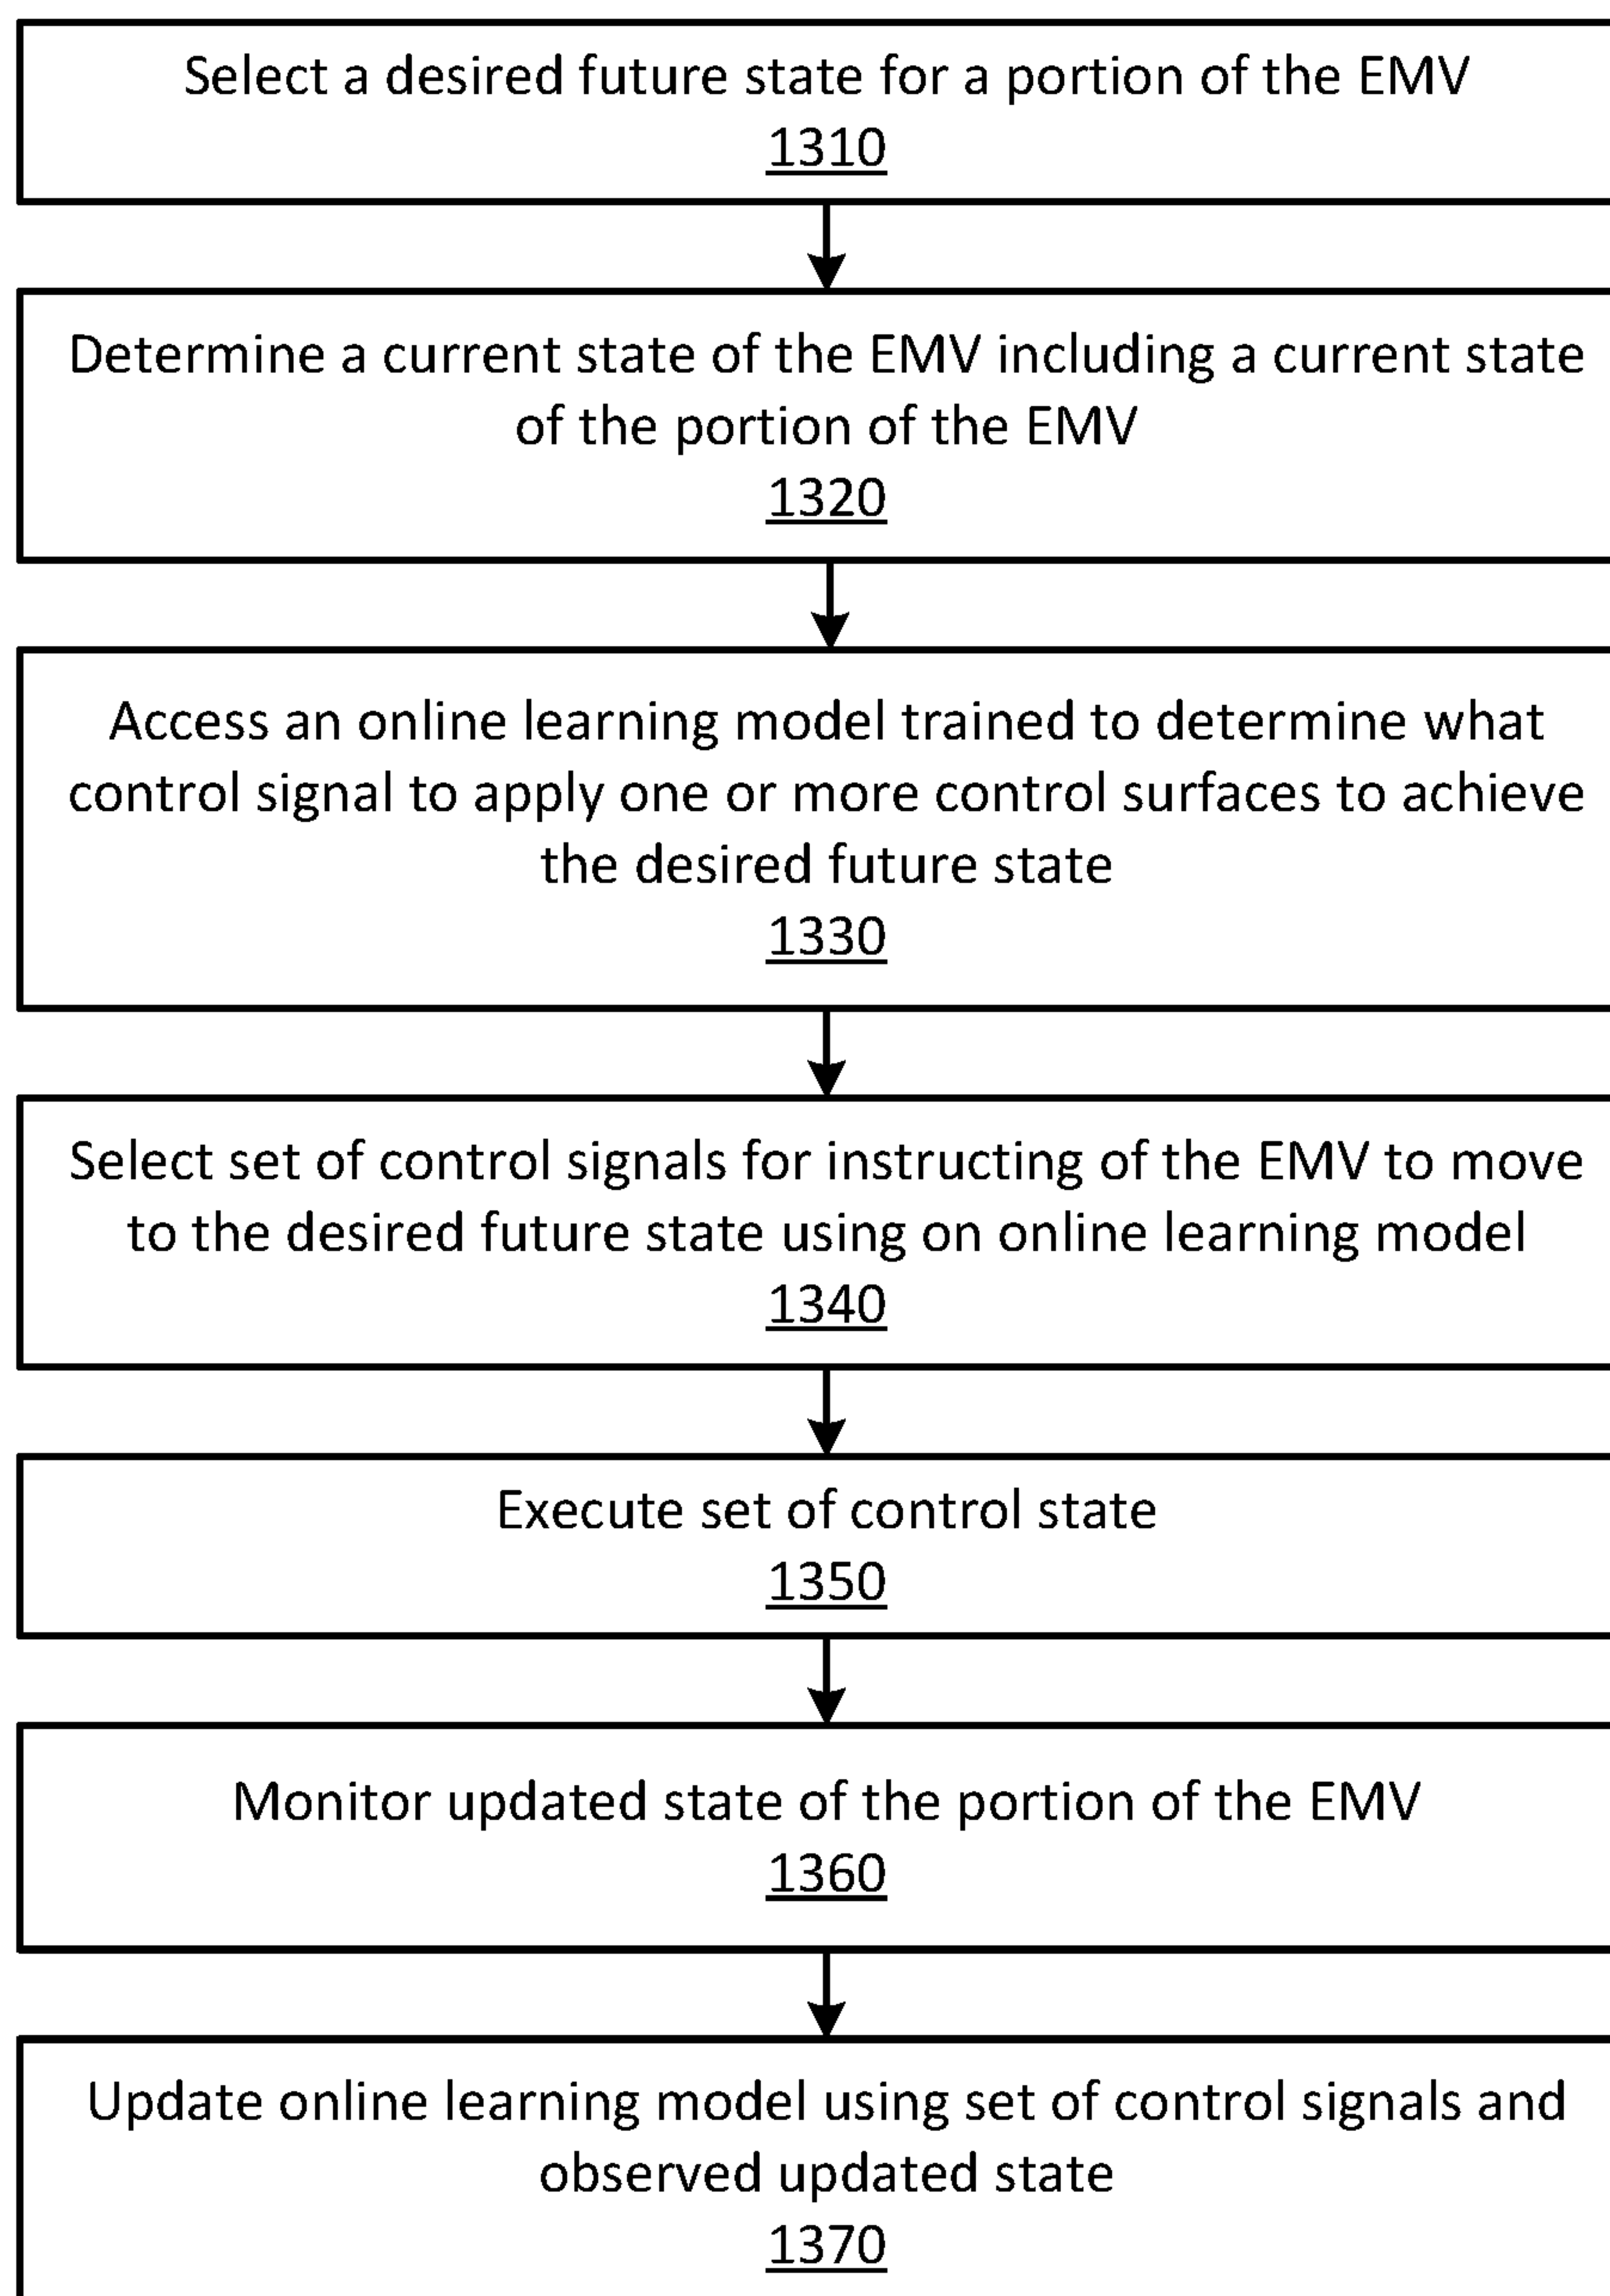 Select a desired future state for a portion of the EMV
1310
Determine a current state of the EMV including a current state
of the portion of the EMV
1320
Access an online learning model trained to determine what
control signal to apply one or more control surfaces to achieve
the desired future state
1330
Select set of control signals for instructing of the EMV to move
to the desired future state using on online learning model
1340
Execute set of control state
1350
Monitor updated state of the portion of the EMV
1360
Update online learning model using set of control signals and
observed updated state
1370